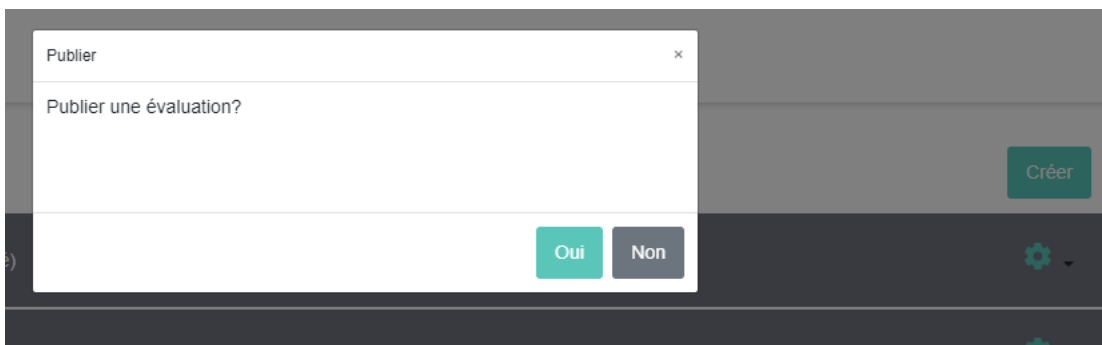 Publier
×
Publier une évaluation?
Créer
Oui
Non
é)